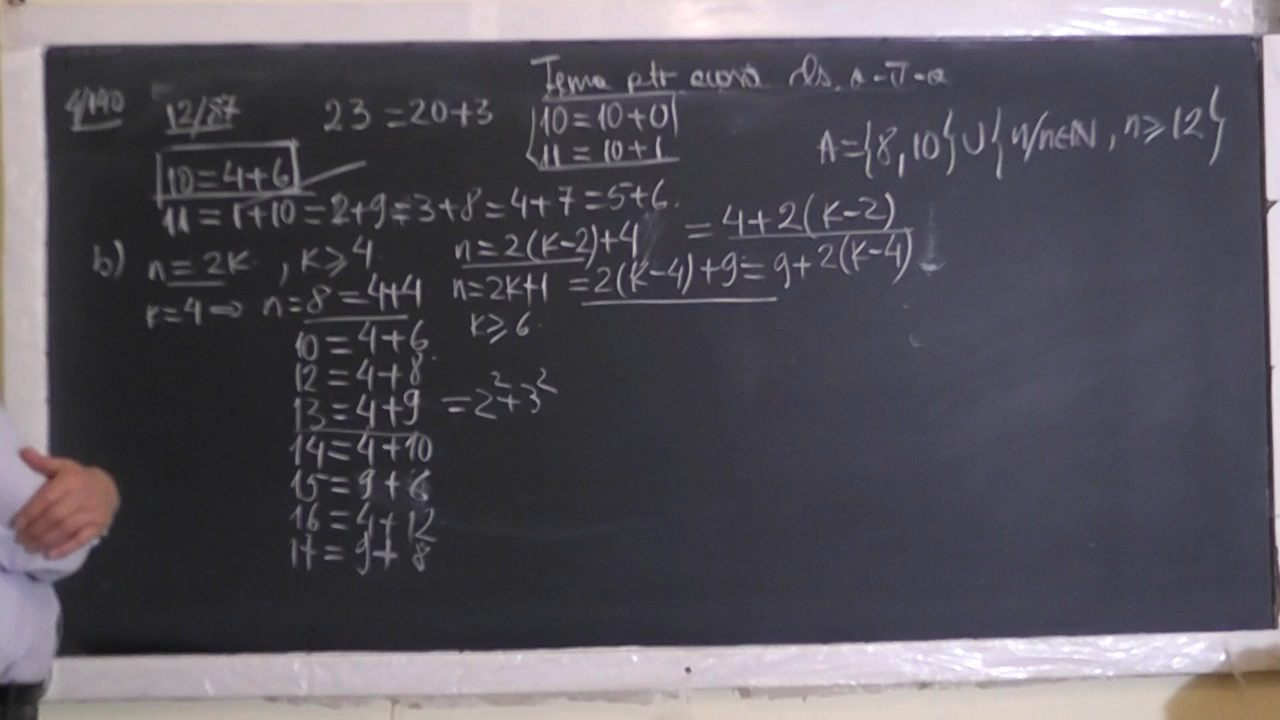 Tema ptr acasă cls. a-V-a
4/140 12/87 23 = 20+3
10 = 10+0
11 = 10+1
A={8,10}∪{n/n∈N, n≥12}
10=4+6
11 = 1+10 = 2+9 = 3+8 = 4+7 = 5+6.
b) n=2k, k≥4 n=2(k-2)+4 = 4+2(k-2)
k=4 ⇒ n=8=4+4 n=2k+1 = 2(k-4)+9 = 9+2(k-4)
k≥6
10=4+6
12=4+8
13=4+9 = 2²+3²
14=4+10
15=9+6
16=4+12
17=9+8